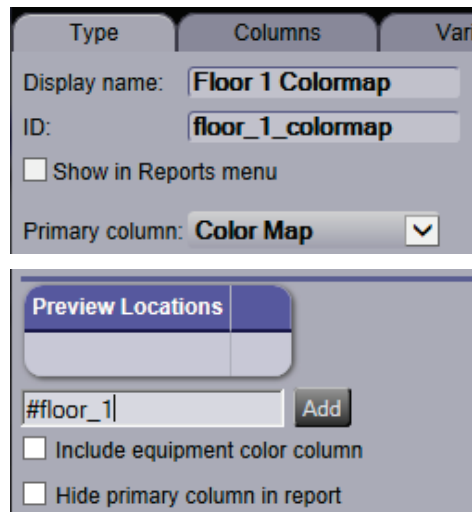 Type Columns Vari
Display name: Floor 1 Colormap
ID: floor_1_colormap
Show in Reports menu
Primary column: Color Map
Preview Locations
#floor_1 Add
Include equipment color column
Hide primary column in report